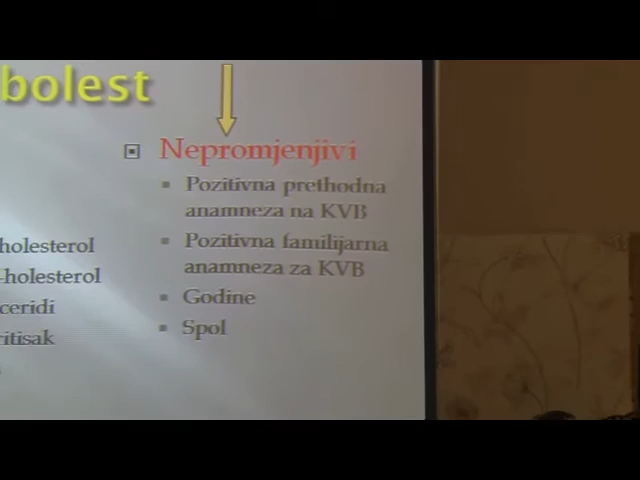 bolest
Nepromjenjivi
Pozitivna prethodna
anamneza na KVB
Pozitivna familijarna
anamneza za KVB
Godine
Spol
holesterol
-holesterol
ceridi
ritisak